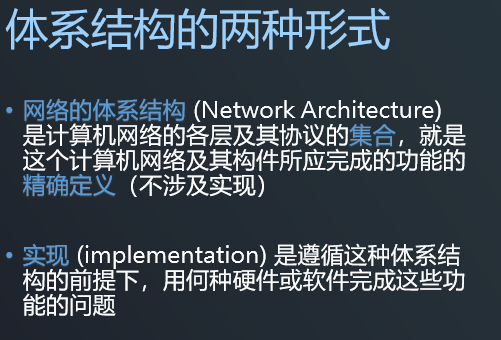 体系结构的两种形式
• 网络的体系结构 (Network Architecture)
是计算机网络的各层及其协议的集合，就是
这个计算机网络及其构件所应完成的功能的
精确定义（不涉及实现）
• 实现 (implementation) 是遵循这种体系结
构的前提下，用何种硬件或软件完成这些功
能的问题